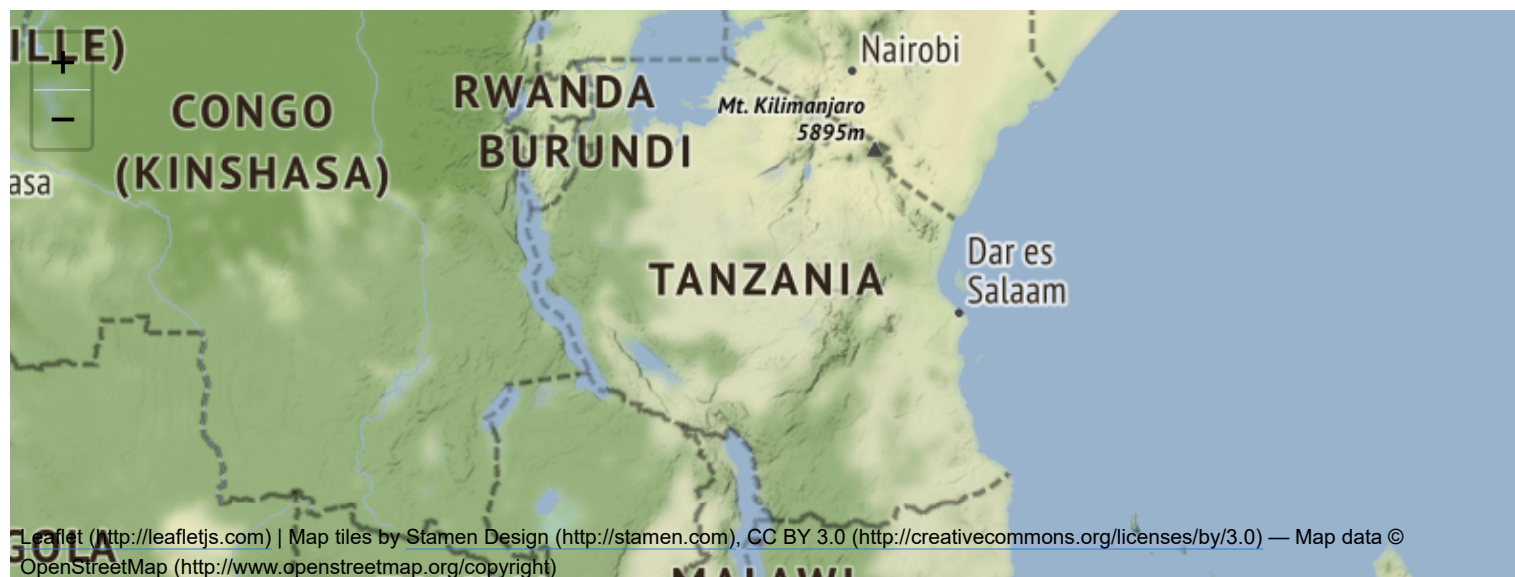 ILLE)
+
−
Nairobi
RWANDA
CONGO
Mt. Kilimanjaro
5895m
BURUNDI
(KINSHASA)
asa
Dar es
Salaam
TANZANIA
Leaflet (http://leafletjs.com) | Map tiles by Stamen Design (http://stamen.com), CC BY 3.0 (http://creativecommons.org/licenses/by/3.0) — Map data ©
GOLA
OpenStreetMap (http://www.openstreetmap.org/copyright)
MALAWI